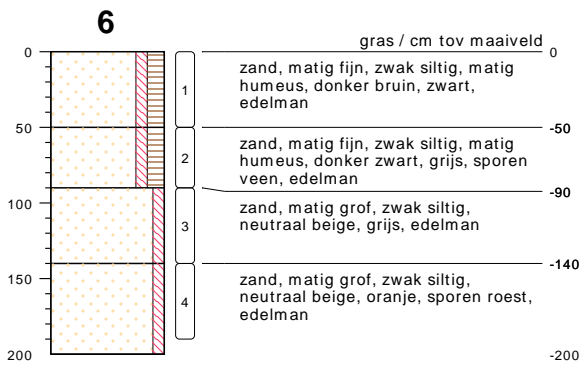 6
gras / cm tov maaiveld
0
0
zand, matig fijn, zwak siltig, matig
humeus, donker bruin, zwart,
edelman
1
50
-50
zand, matig fijn, zwak siltig, matig
humeus, donker zwart, grijs, sporen
veen, edelman
2
-90
100
zand, matig grof, zwak siltig,
neutraal beige, grijs, edelman
3
-140
150
zand, matig grof, zwak siltig,
neutraal beige, oranje, sporen roest,
edelman
4
200
-200